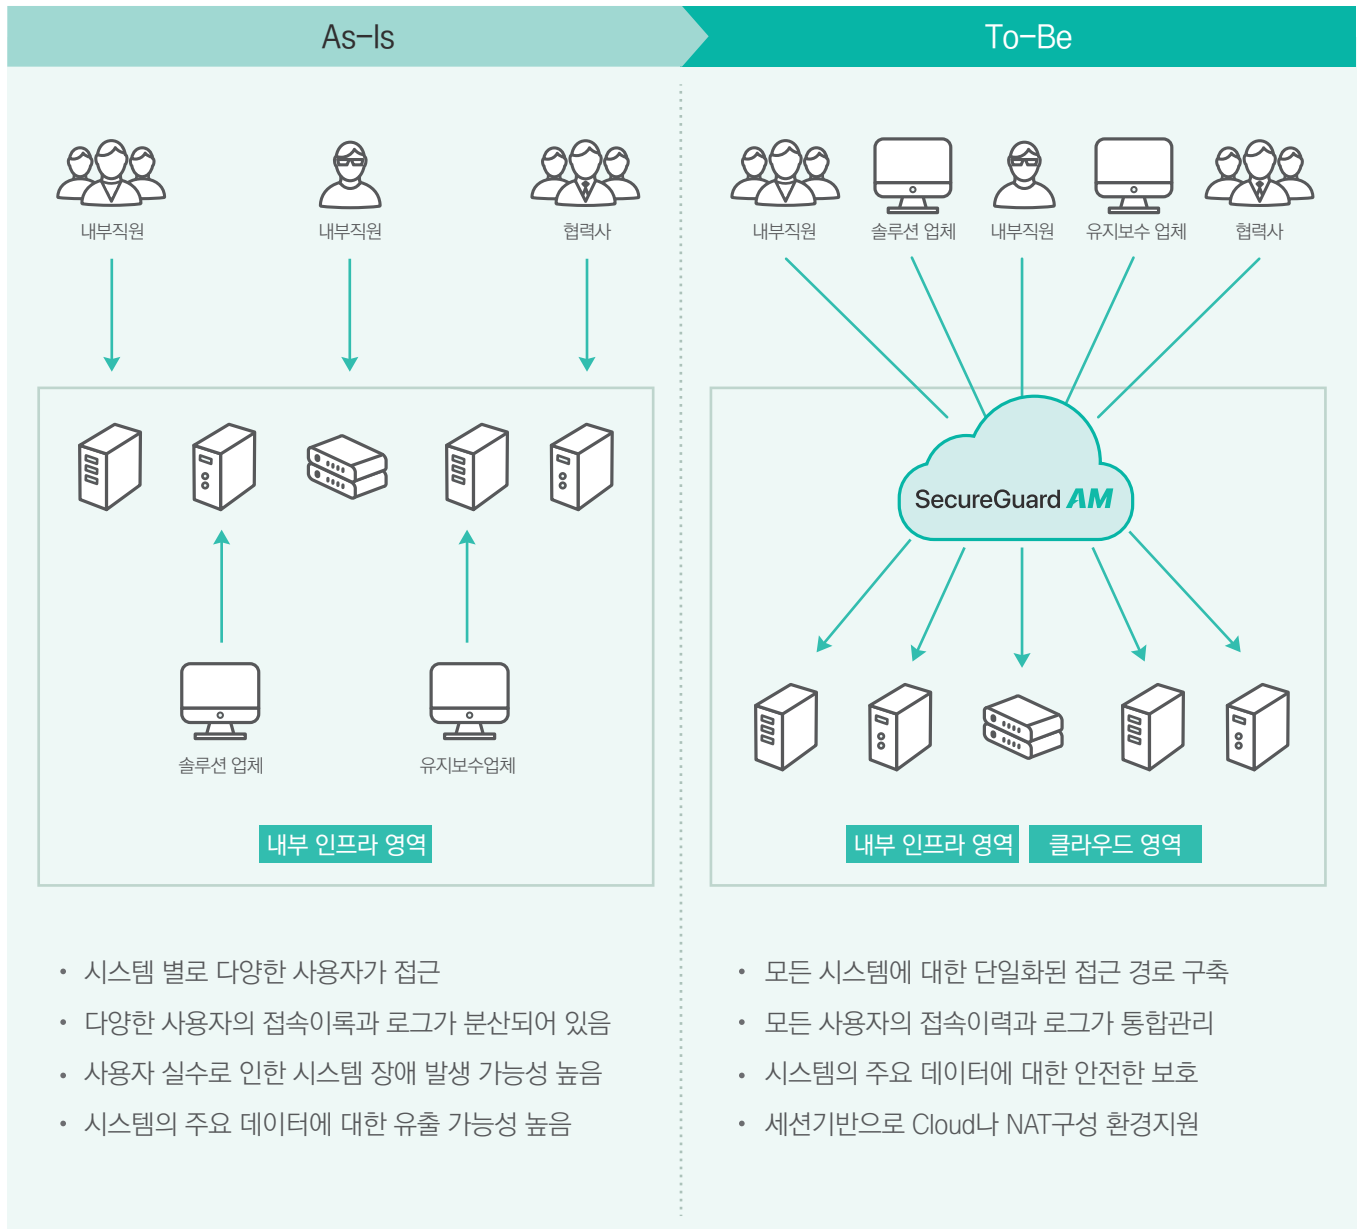 As-Is
내부직원
내부직원
협력사
솔루션 업체
유지보수업체
내부 인프라 영역
• 시스템 별로 다양한 사용자가 접근
• 다양한 사용자의 접속이록과 로그가 분산되어 있음
• 사용자 실수로 인한 시스템 장애 발생 가능성 높음
• 시스템의 주요 데이터에 대한 유출 가능성 높음
To-Be
내부직원
솔루션 업체
내부직원
유지보수 업체
협력사
SecureGuard AM
내부 인프라 영역
클라우드 영역
• 모든 시스템에 대한 단일화된 접근 경로 구축
• 모든 사용자의 접속이력과 로그가 통합관리
• 시스템의 주요 데이터에 대한 안전한 보호
• 세션기반으로 Cloud나 NAT구성 환경지원